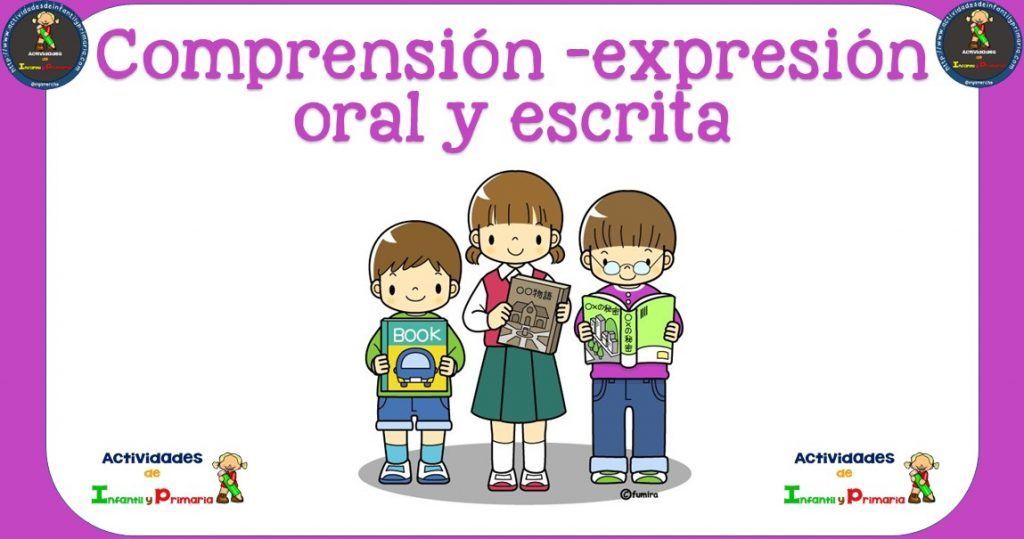 Comprensión -expresión
oral y escrita
BOOK
○○物語
○×の秘密
○×の秘密
©fumira
Actividades
de
Infantil y Primaria
Actividades
de
Infantil y Primaria
http://www.actividadesdeinfantilyprimaria.com
Actividades
de
Infantil y Primaria
http://www.actividadesdeinfantilyprimaria.com
Actividades
de
Infantil y Primaria